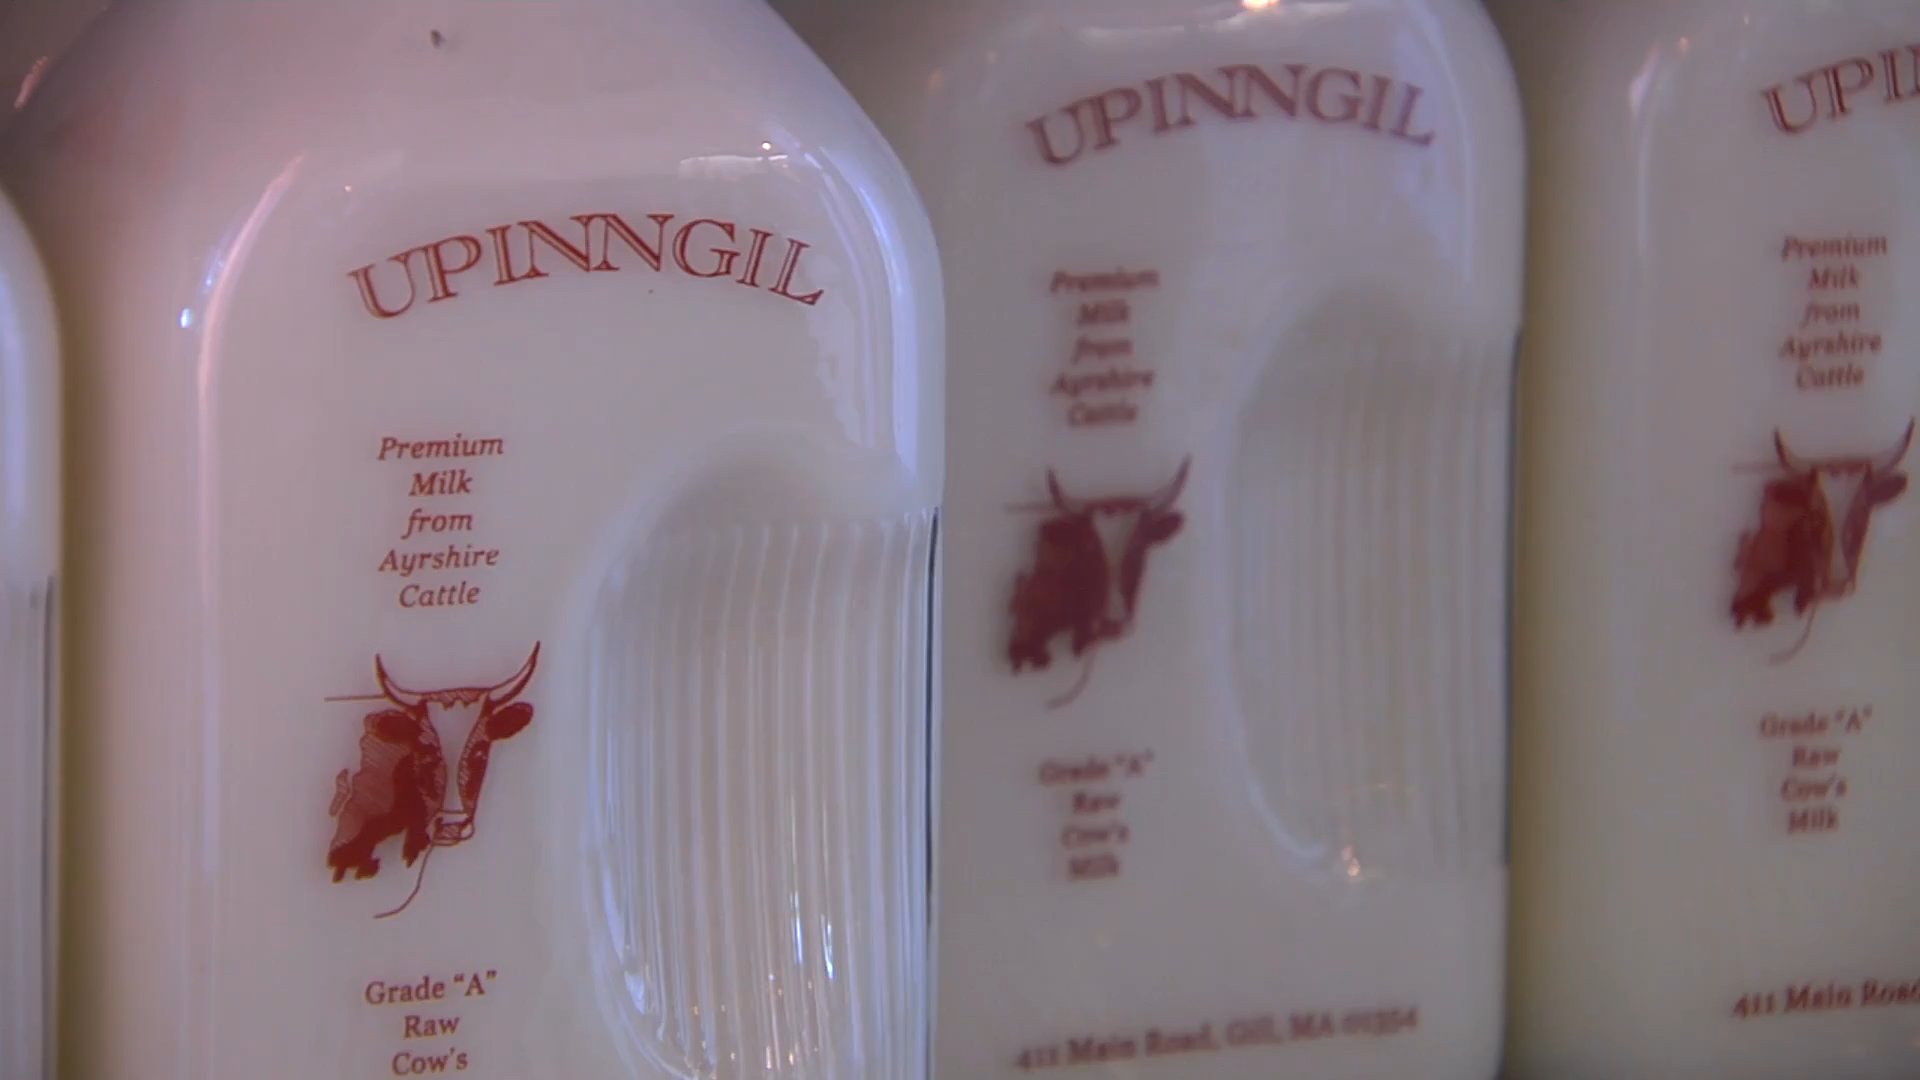 UPINNGIL
Premium
Milk
from
Ayrshire
Cattle
Grade “A”
Raw
Cow's
UPINNGIL
Premium
Milk
from
Ayrshire
Cattle
Grade “A”
Raw
Cow's
Milk
411 Main Road, Gill, MA 01354
UPIN
Premium
Milk
from
Ayrshire
Cattle
Grade “A”
Raw
Cow's
Milk
411 Main Road